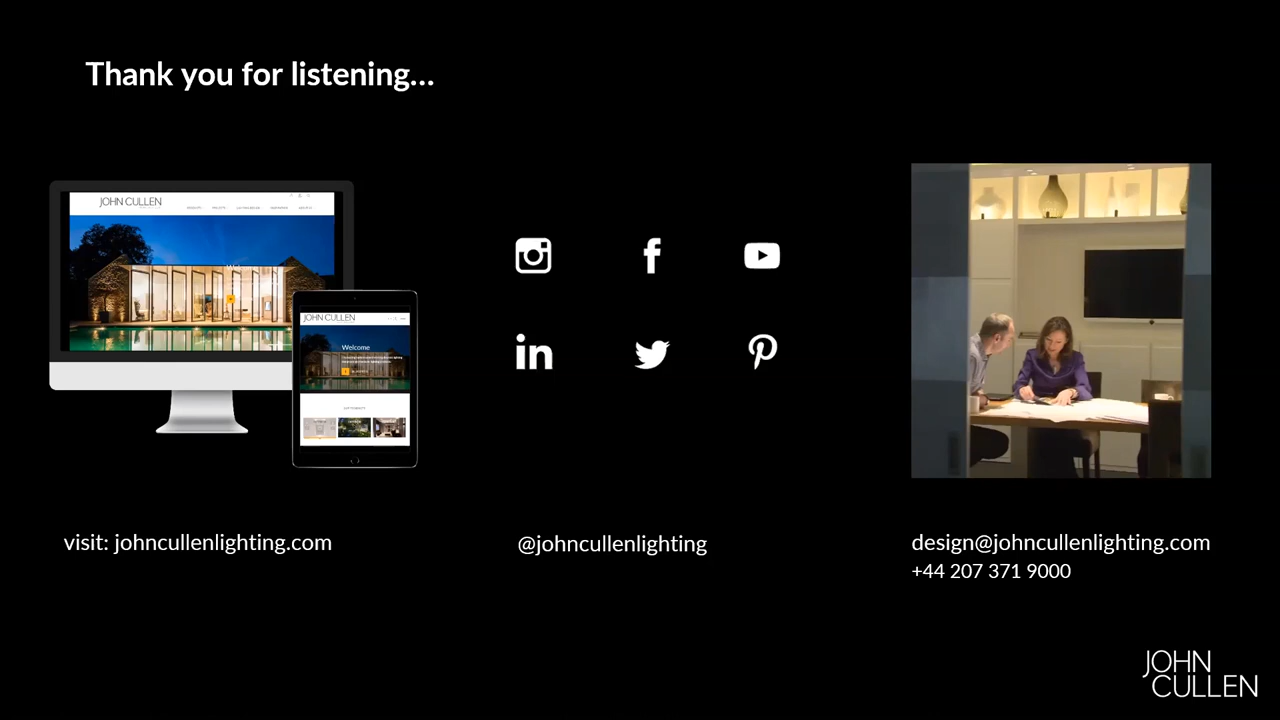 Thank you for listening...
JOHN CULLEN
JOHN CULLEN
Welcome
visit: johncullenlighting.com
@johncullenlighting
design@johncullenlighting.com
+44 207 371 9000
JOHN
CULLEN